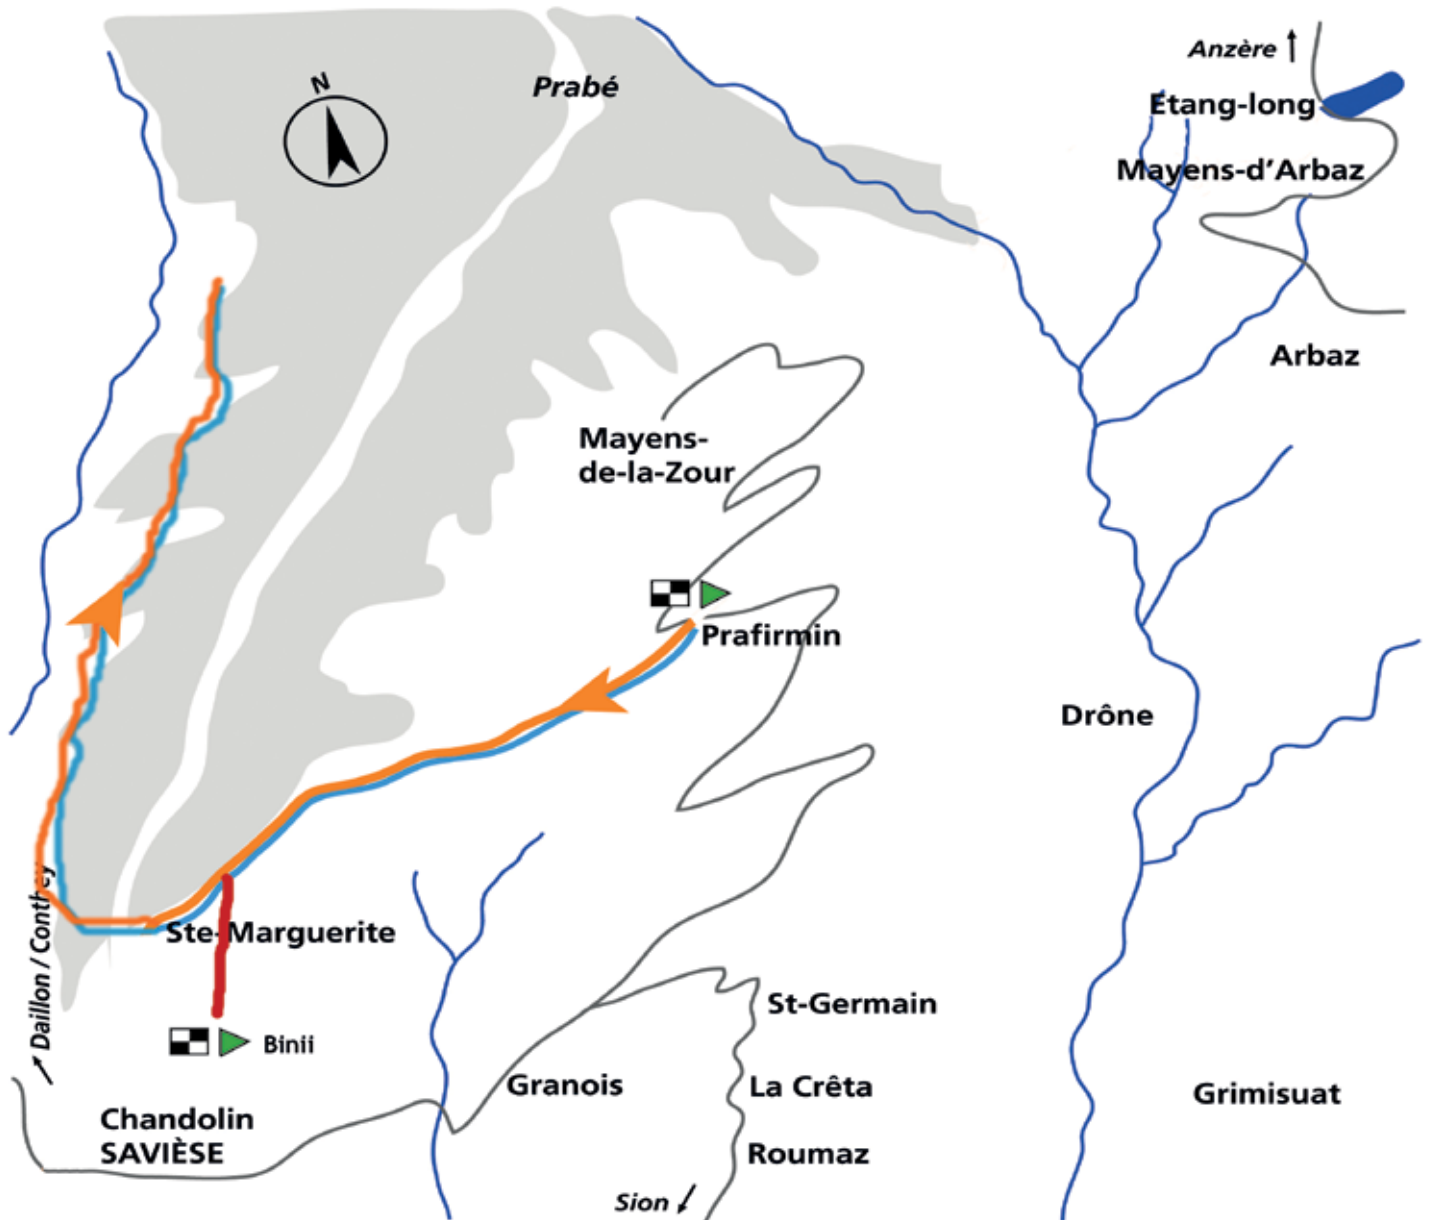 N
Prabé
Anzère
Etang-long
Mayens-d'Arbaz
Arbaz
Mayens-
de-la-Zour
Prafirmin
Drône
Daillon / Conthey
Ste-Marguerite
St-Germain
Binii
Granois
La Crêta
Grimisuat
Chandolin
SAVIÈSE
Roumaz
Sion